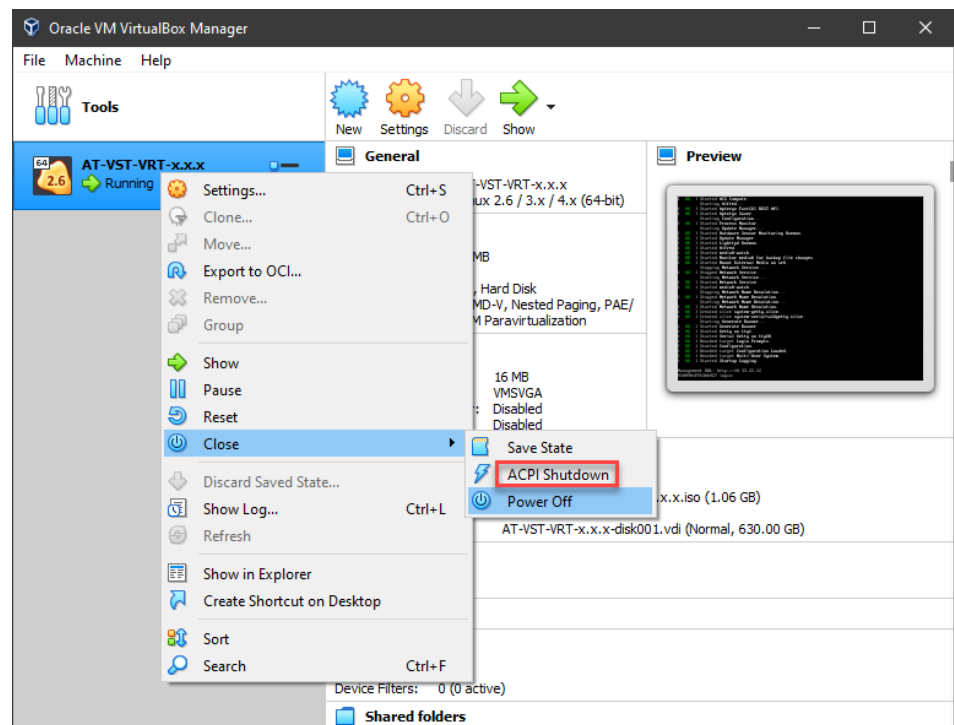 Oracle VM VirtualBox Manager
File Machine Help
Tools
New Settings Discard Show
64
2.6
AT-VST-VRT-x.x.x
Running
Settings... Ctrl+S
Clone... Ctrl+O
Move...
Export to OCI...
Remove...
Group
Show
Pause
Reset
Close
Discard Saved State...
Show Log... Ctrl+L
Refresh
Show in Explorer
Create Shortcut on Desktop
Sort
Search Ctrl+F
Save State
ACPI Shutdown
Power Off
General
-VST-VRT-x.x.x
ux 2.6 / 3.x / 4.x (64-bit)
MB
, Hard Disk
MD-V, Nested Paging, PAE/
M Paravirtualization
16 MB
VMSVGA
: Disabled
Disabled
x.x.iso (1.06 GB)
AT-VST-VRT-x.x.x-disk001.vdi (Normal, 630.00 GB)
Device Filters: 0 (0 active)
Shared folders
Preview